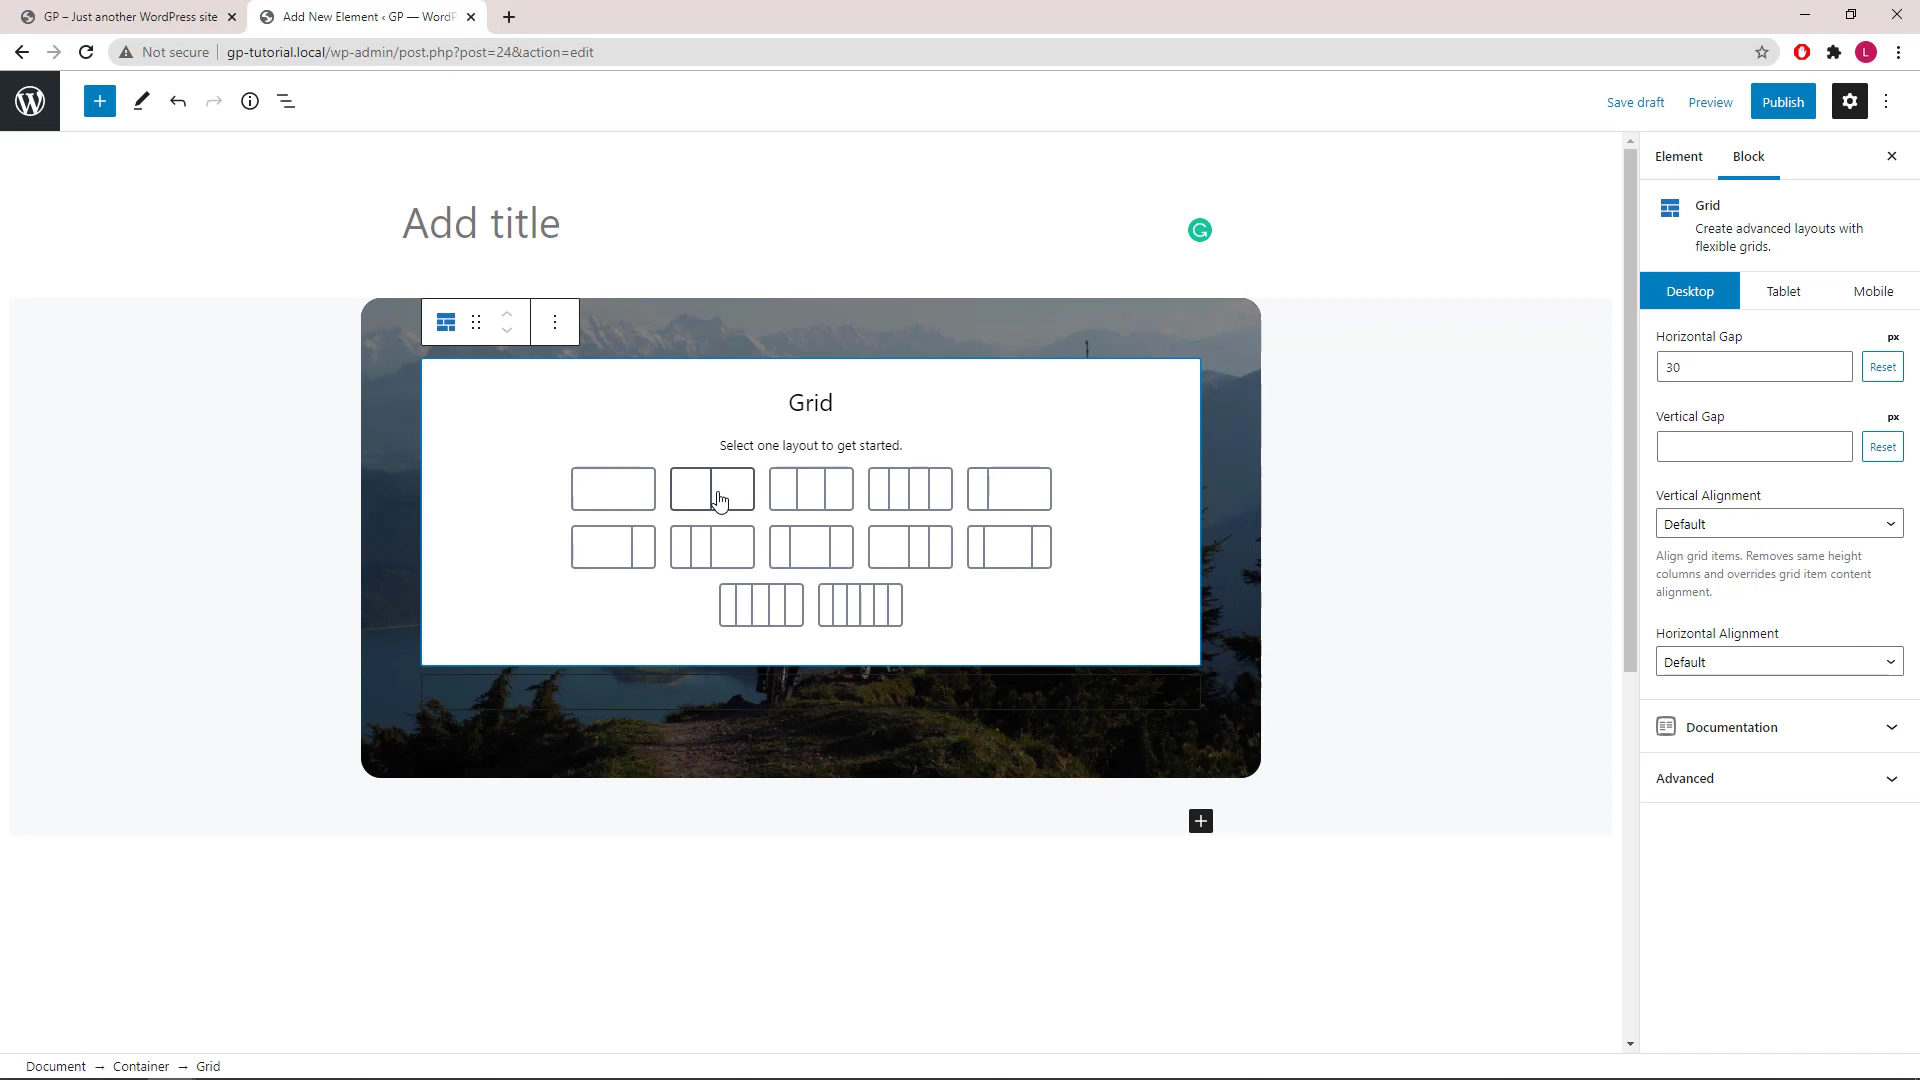 GP – Just another WordPress site
Add New Element ‹ GP — WordP
Not secure
gp-tutorial.local/wp-admin/post.php?post=24&action=edit
L
Save draft
Preview
Publish
Element
Block
Add title
Grid
Create advanced layouts with
flexible grids.
Desktop
Tablet
Mobile
Horizontal Gap
px
30
Reset
Grid
Vertical Gap
px
Select one layout to get started.
Reset
Vertical Alignment
Default
Align grid items. Removes same height
columns and overrides grid item content
alignment.
Horizontal Alignment
Default
Documentation
Advanced
Document → Container → Grid